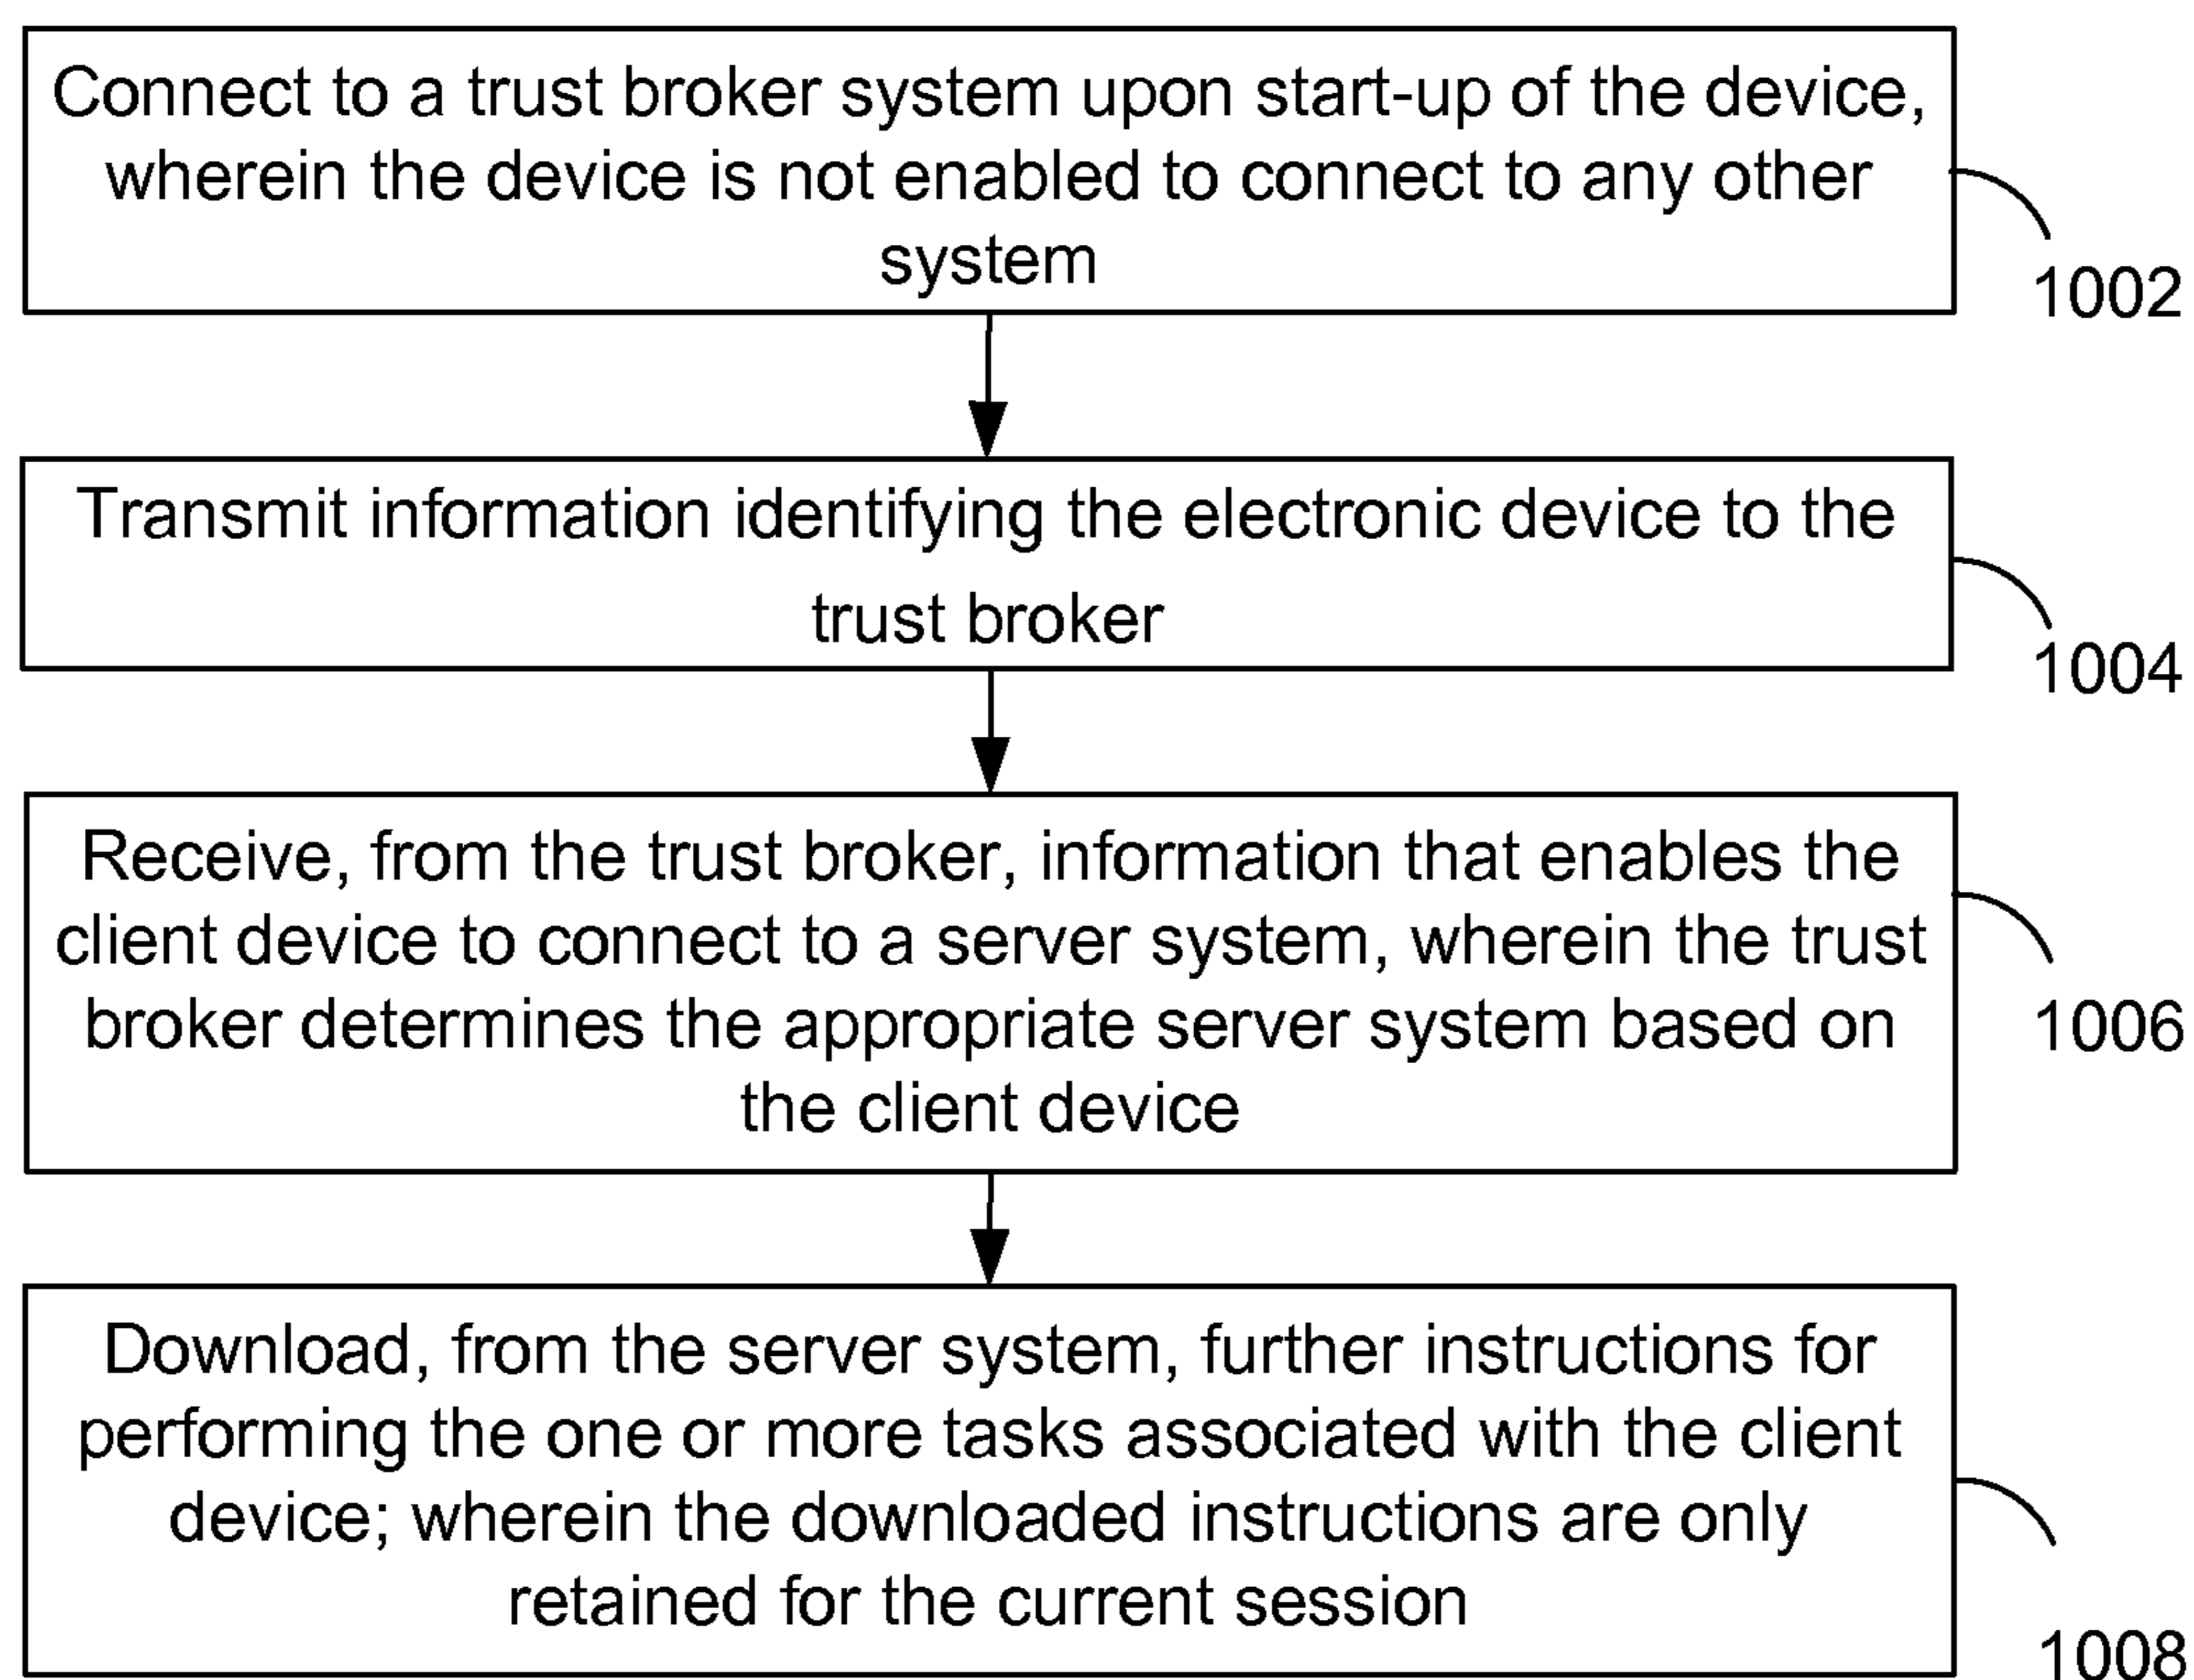 Connect to a trust broker system upon start-up of the device,
wherein the device is not enabled to connect to any other
system
1002
Transmit information identifying the electronic device to the
trust broker
1004
Receive, from the trust broker, information that enables the
client device to connect to a server system, wherein the trust
broker determines the appropriate server system based on
the client device
1006
Download, from the server system, further instructions for
performing the one or more tasks associated with the client
device; wherein the downloaded instructions are only
retained for the current session
1008